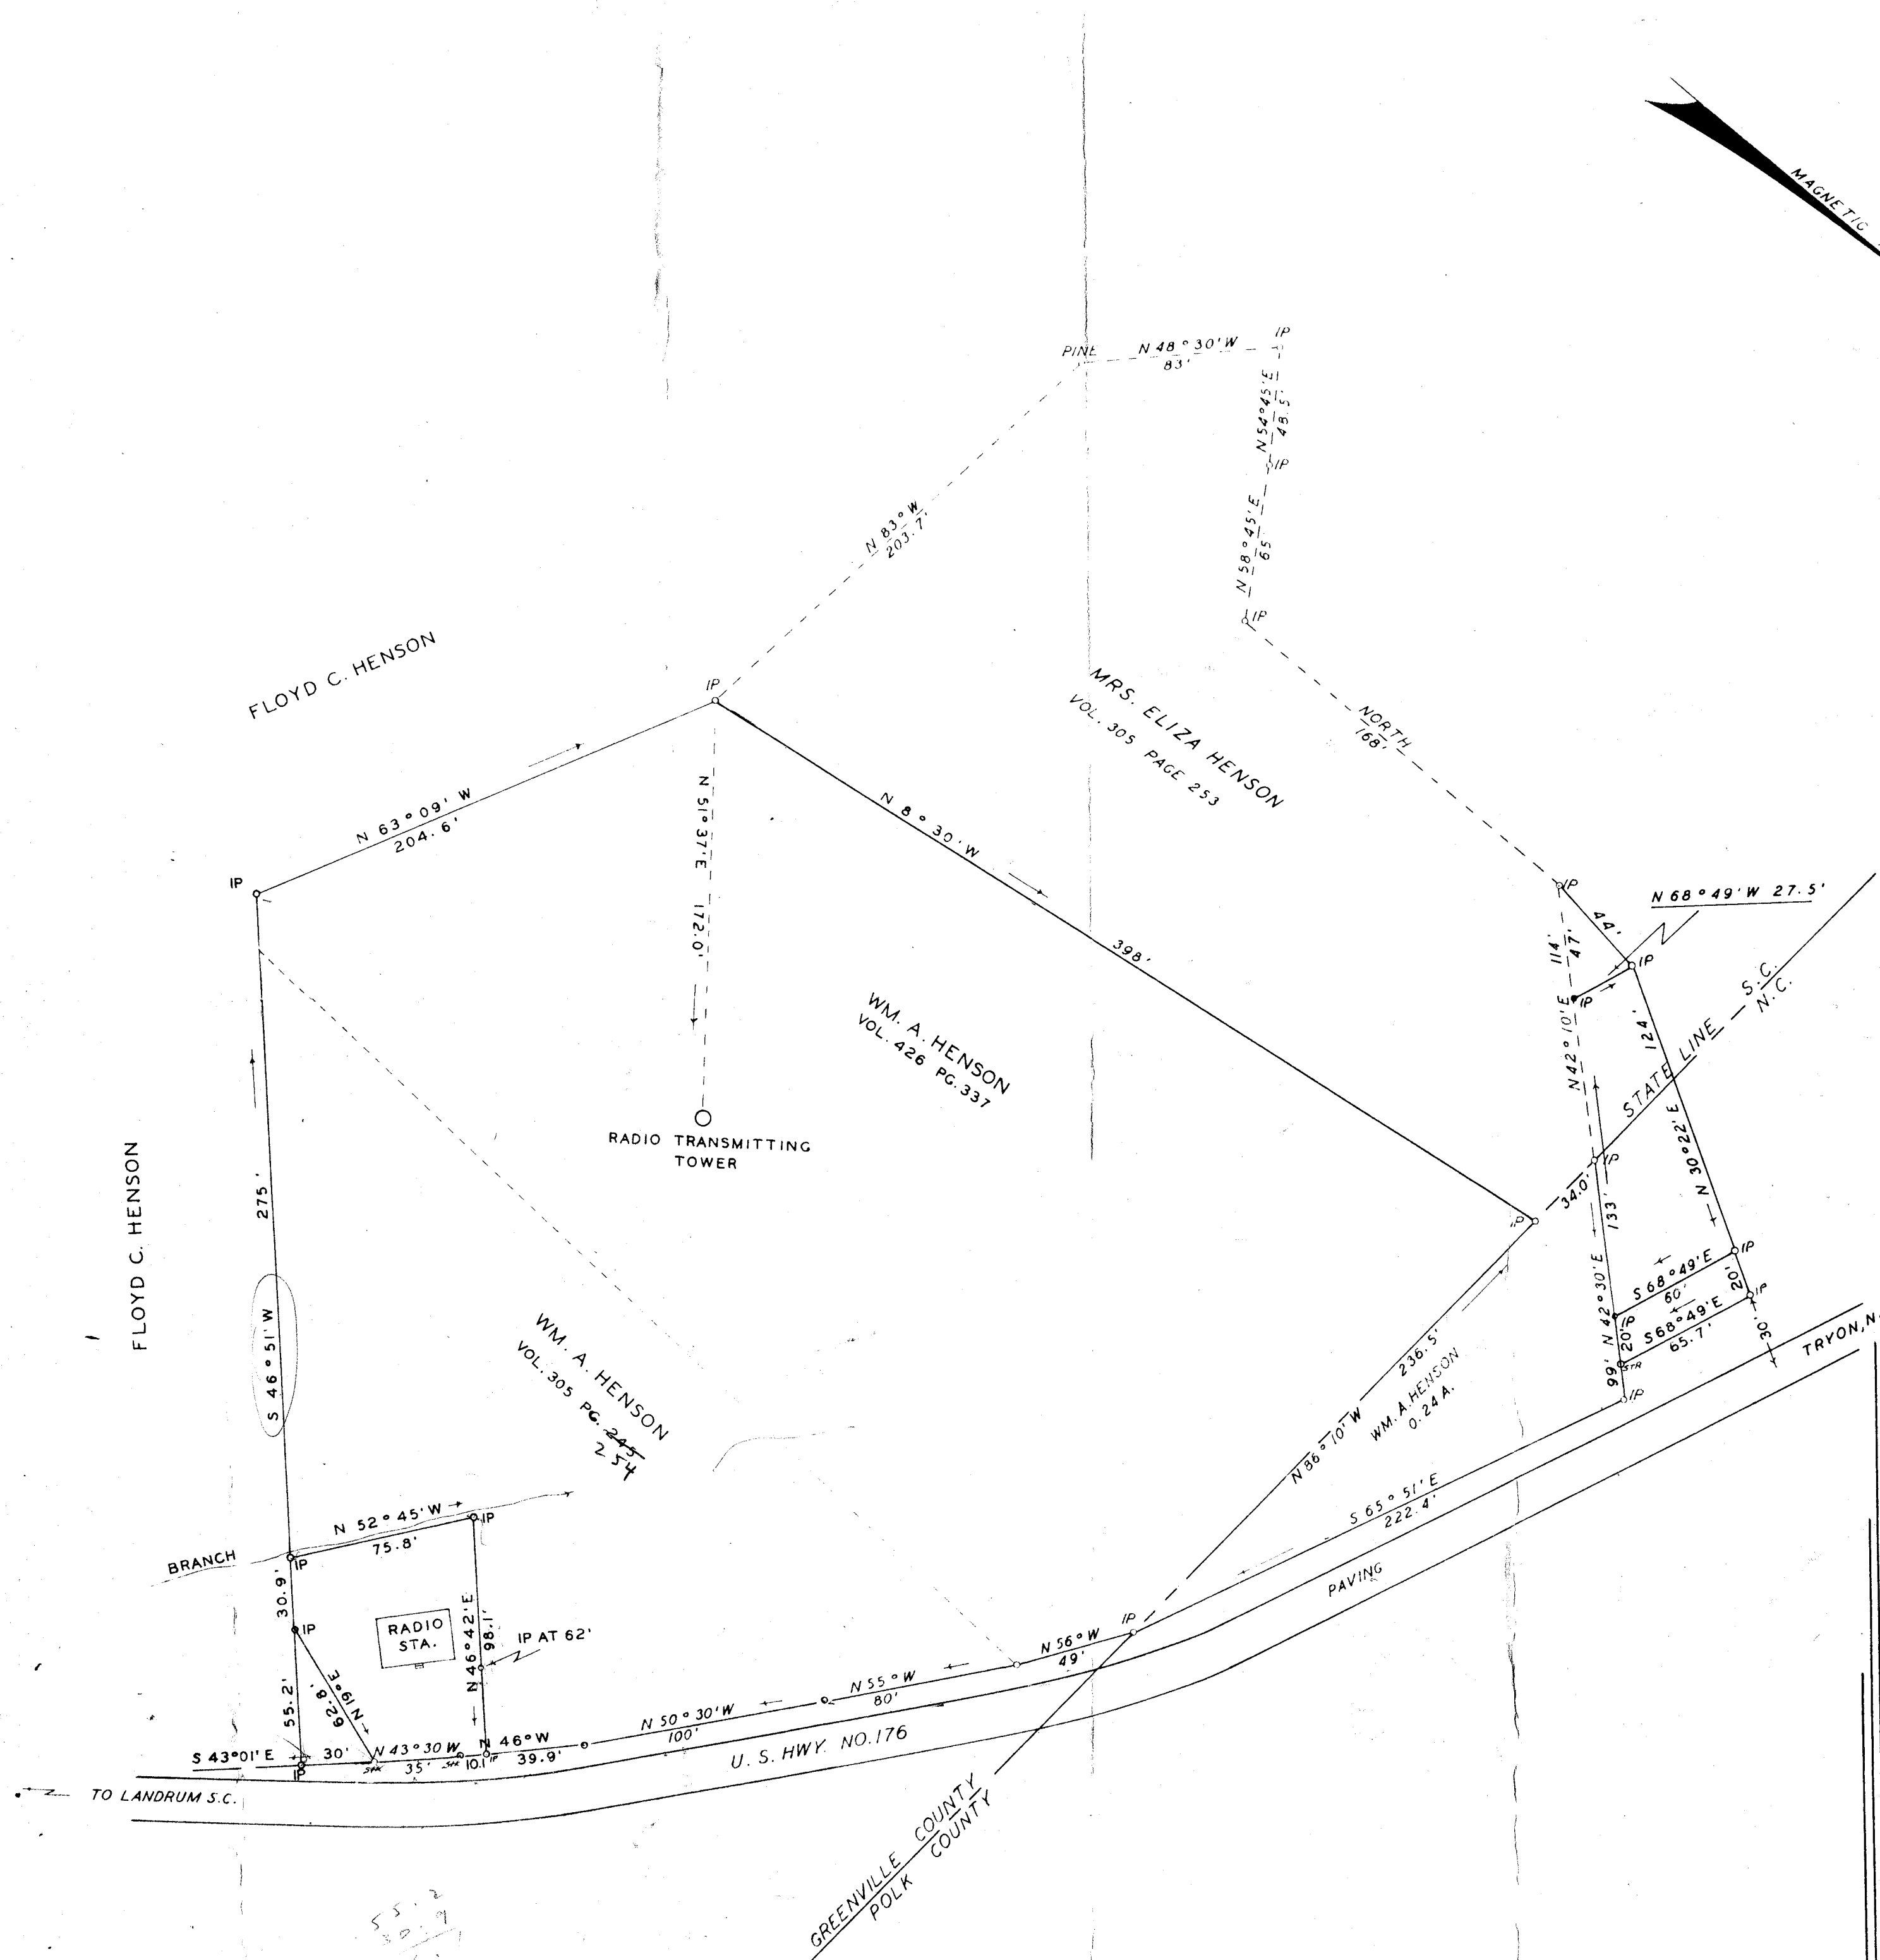 MAGNETIC
PINE
N 48° 30' W
83'
IP
N 54° 45' E
48.5'
IP
N 58° 45' E
65'
IP
N 83° W
203.7'
NORTH
168'
FLOYD C. HENSON
IP
MRS. ELIZA HENSON
VOL. 305 PAGE 253
N 63° 09' W
204.6'
IP
N 51° 37' E 172.0'
N 8° 30' W
398'
IP
44'
N 68° 49' W 27.5'
114'
47'
IP
IP
N 42° 10' E
S.C.
N.C.
STATE LINE
124'
N 30° 22' E
WM. A. HENSON
VOL. 426 PG. 337
RADIO TRANSMITTING
TOWER
FLOYD C. HENSON
275'
S 46° 51' W
IP
34.0'
IP
133'
N 42° 30' E
99'
S 68° 49' E
60'
IP
20'
IP
S 68° 49' E
65.7'
IP
20'
STR
IP
30'
TRYON, N.
WM. A. HENSON
VOL. 305 PG. 245
254
236.5'
N 86° 10' W
WM. A. HENSON
0.24 A.
S 65° 51' E
222.4'
PAVING
BRANCH
N 52° 45' W
75.8'
IP
IP
30.9'
IP
RADIO
STA.
N 46° 42' E
98.1'
IP AT 62'
55.2'
N 19° E
62.8'
S 43° 01' E
30'
IP
N 43° 30 W
35'
10.1'
IP
N 46° W
39.9'
N 50° 30' W
100'
N 55° W
80'
N 56° W
49'
IP
U. S. HWY. NO. 176
TO LANDRUM S.C.
GREENVILLE COUNTY
POLK COUNTY
55.2
30.9